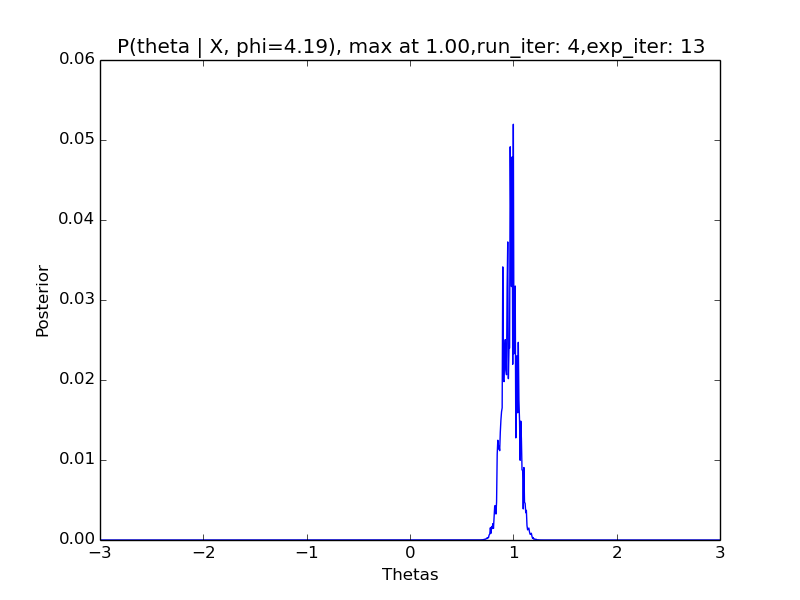 P(theta | X, phi=4.19), max at 1.00,run_iter: 4,exp_iter: 13
0.06
0.05
0.04
0.03
0.02
0.01
0.00
Posterior
−3 −2 −1 0 1 2 3
Thetas